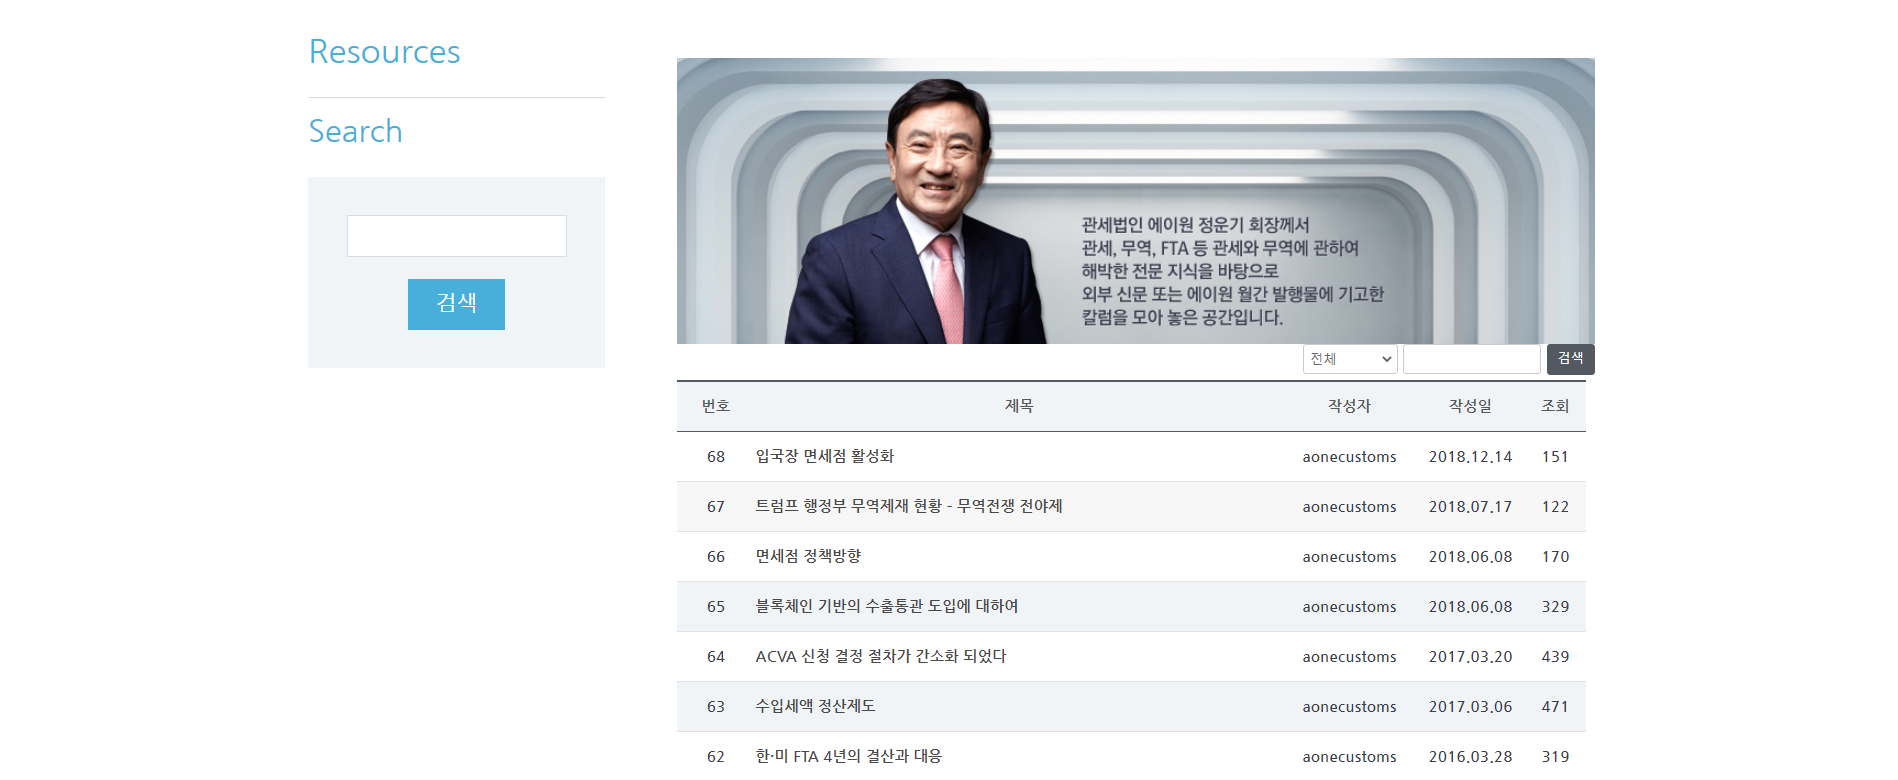 Resources
Search
검색
관세법인 에이원 정운기 회장께서
관세, 무역, FTA 등 관세와 무역에 관하여
해박한 전문 지식을 바탕으로
외부 신문 또는 에이원 월간 발행물에 기고한
칼럼을 모아 놓은 공간입니다.
전체 검색
번호 제목 작성자 작성일 조회
68 입국장 면세점 활성화 aonecustoms 2018.12.14 151
67 트럼프 행정부 무역제재 현황 - 무역전쟁 전야제 aonecustoms 2018.07.17 122
66 면세점 정책방향 aonecustoms 2018.06.08 170
65 블록체인 기반의 수출통관 도입에 대하여 aonecustoms 2018.06.08 329
64 ACVA 신청 결정 절차가 간소화 되었다 aonecustoms 2017.03.20 439
63 수입세액 정산제도 aonecustoms 2017.03.06 471
62 한·미 FTA 4년의 결산과 대응 aonecustoms 2016.03.28 319